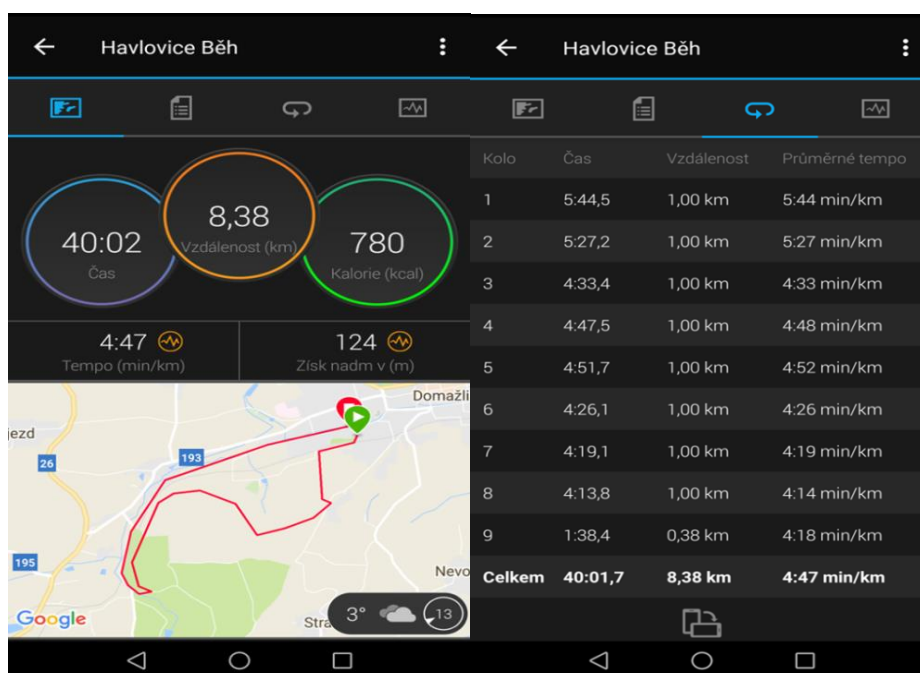 Havlovice Běh
40:02
Čas
8,38
Vzdálenost (km)
780
Kalorie (kcal)
4:47
Tempo (min/km)
124
Získ nadm v (m)
Domažli
jezd
26
193
195
Nevo
Stra
Google
3°
13
Havlovice Běh
Kolo Čas Vzdálenost Průměrné tempo
1 5:44,5 1,00 km 5:44 min/km
2 5:27,2 1,00 km 5:27 min/km
3 4:33,4 1,00 km 4:33 min/km
4 4:47,5 1,00 km 4:48 min/km
5 4:51,7 1,00 km 4:52 min/km
6 4:26,1 1,00 km 4:26 min/km
7 4:19,1 1,00 km 4:19 min/km
8 4:13,8 1,00 km 4:14 min/km
9 1:38,4 0,38 km 4:18 min/km
Celkem 40:01,7 8,38 km 4:47 min/km